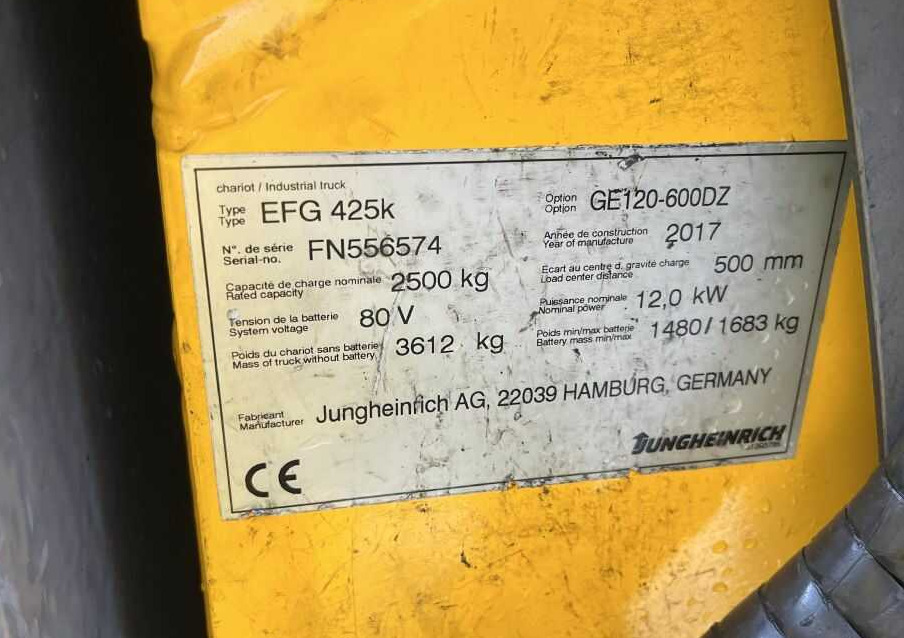 chariot / Industrial truck
Type EFG 425k Option GE120-600DZ
Type Option
N°. de série FN556574 Année de construction 2017
Serial-no. Year of manufacture
Capacité de charge nominale 2500 kg Écart au centre d. gravité charge 500 mm
Rated capacity Load center distance
Tension de la batterie 80 V Puissance nominale 12,0 kW
System voltage Nominal power
Poids du chariot sans batterie 3612 kg Poids min/max batterie 1480 / 1683 kg
Mass of truck without battery Battery mass min/max
Fabricant Jungheinrich AG, 22039 HAMBURG, GERMANY
Manufacturer
CE JUNGHEINRICH